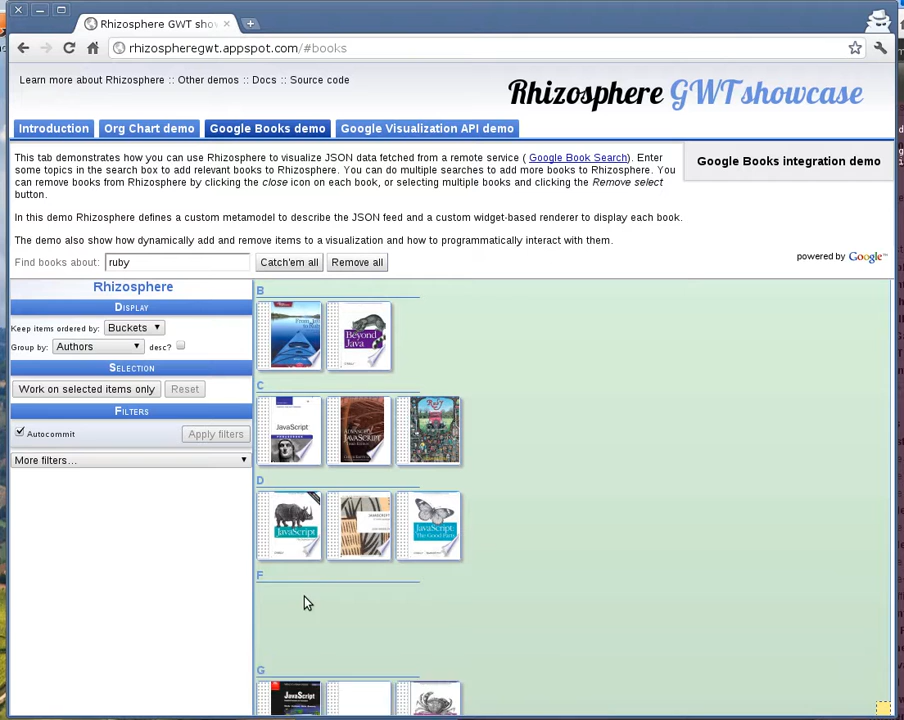 Rhizosphere GWT show
rhizospheregwt.appspot.com/#books
Learn more about Rhizosphere :: Other demos :: Docs :: Source code
Rhizosphere GWT showcase
Introduction Org Chart demo Google Books demo Google Visualization API demo
This tab demonstrates how you can use Rhizosphere to visualize JSON data fetched from a remote service ( Google Book Search). Enter
some topics in the search box to add relevant books to Rhizosphere. You can do multiple searches to add more books to Rhizosphere. You
can remove books from Rhizosphere by clicking the close icon on each book, or selecting multiple books and clicking the Remove select
button.
Google Books integration demo
In this demo Rhizosphere defines a custom metamodel to describe the JSON feed and a custom widget-based renderer to display each book.
The demo also show how dynamically add and remove items to a visualization and how to programmatically interact with them.
Find books about: ruby Catch'em all Remove all
powered by Google
Rhizosphere
Display
Keep items ordered by: Buckets
Group by: Authors desc?
Selection
Work on selected items only Reset
Filters
Autocommit Apply filters
More filters...
B
Beyond
Java
C
JavaScript
JavaScript
Ruby
D
JavaScript
JavaScript:
The Good Parts
F
G
JavaScript